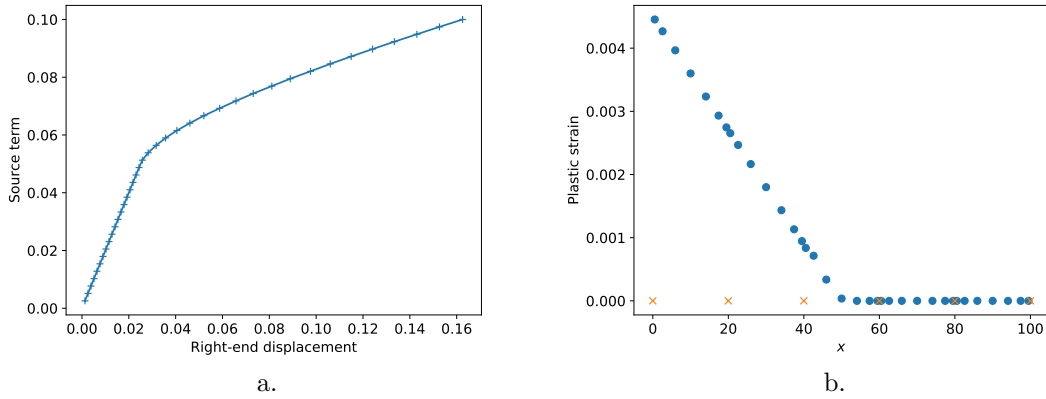 0.10
0.08
0.06
0.04
0.02
0.00
Source term
0.00 0.02 0.04 0.06 0.08 0.10 0.12 0.14 0.16
Right-end displacement
a.
0.004
0.003
0.002
0.001
0.000
Plastic strain
0 20 40 60 80 100
x
b.